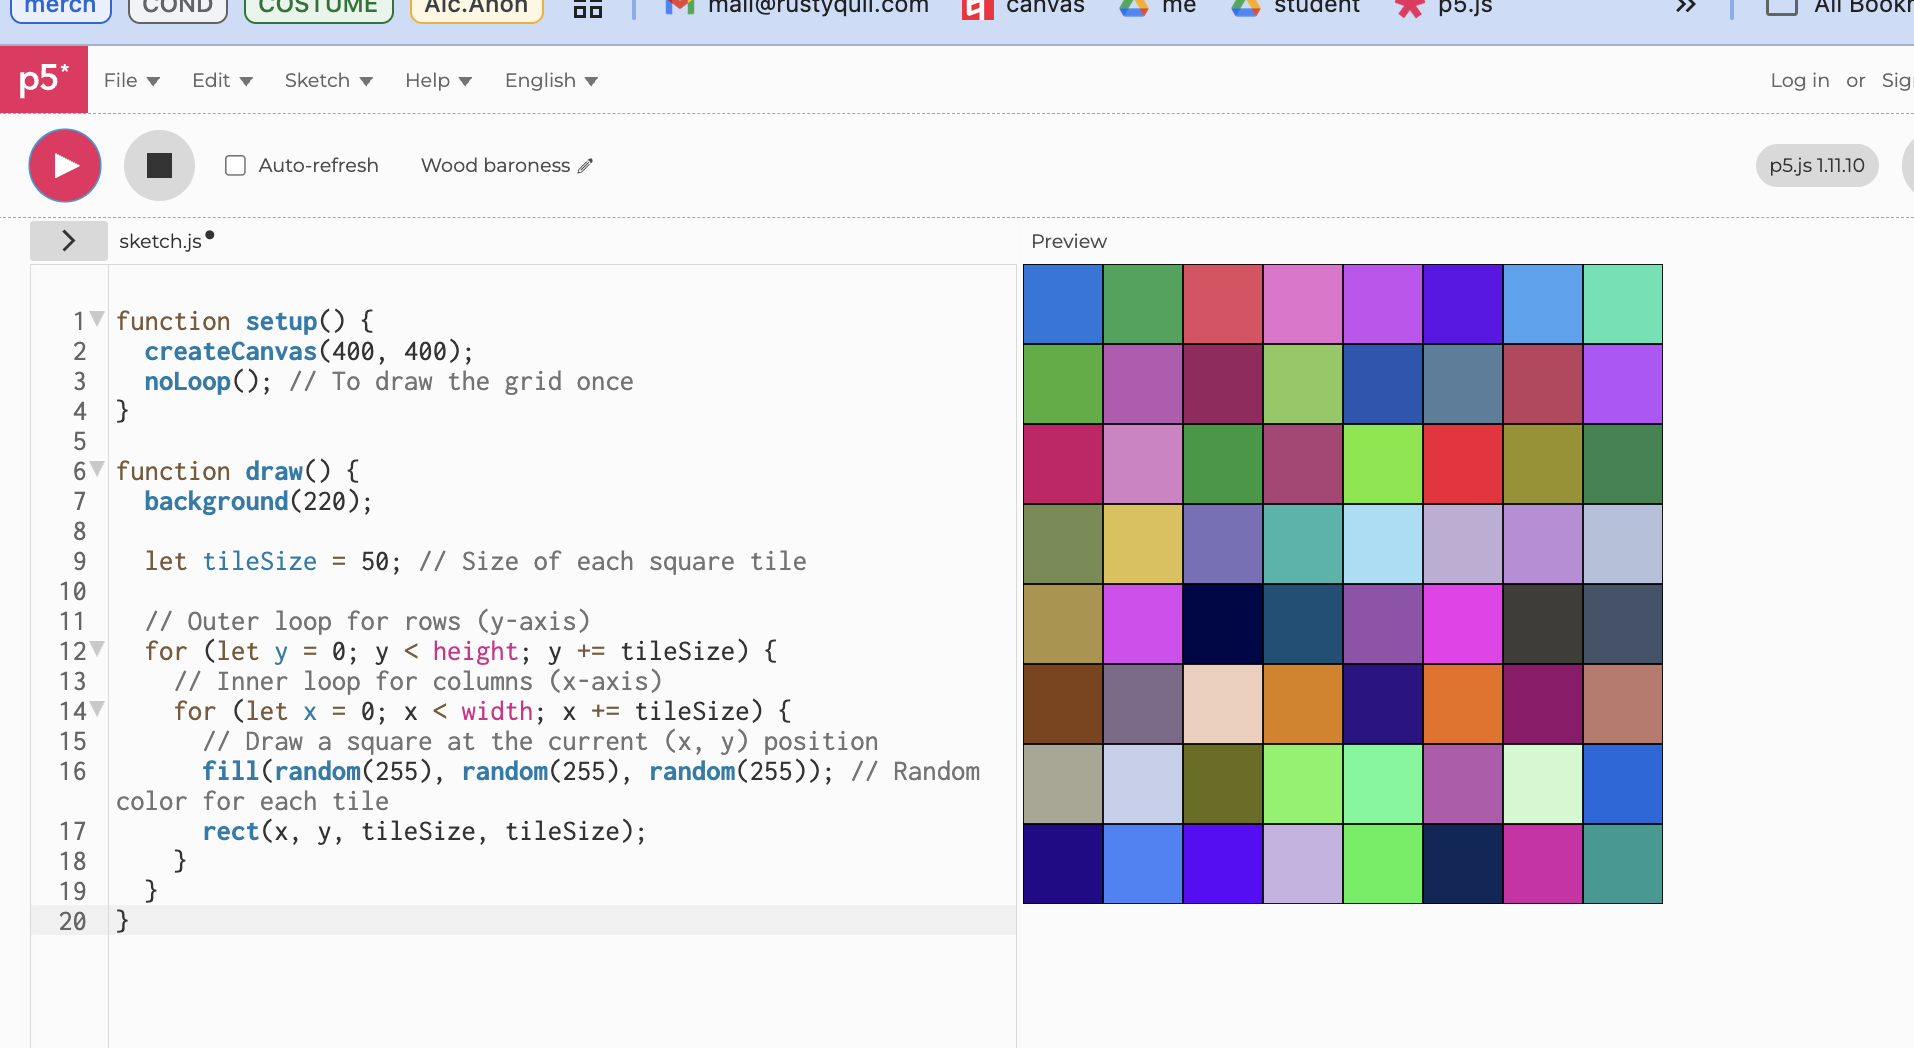 merch COND COSTUME Alc.Anon mail@rustyquill.com canvas me student p5.js » All
p5* File Edit Sketch Help English Log in or
Auto-refresh Wood baroness p5.js 1.11.10
> sketch.js Preview
1 function setup() {
2 createCanvas(400, 400);
3 noLoop(); // To draw the grid once
4 }
5
6 function draw() {
7 background(220);
8
9 let tileSize = 50; // Size of each square tile
10
11 // Outer loop for rows (y-axis)
12 for (let y = 0; y < height; y += tileSize) {
13 // Inner loop for columns (x-axis)
14 for (let x = 0; x < width; x += tileSize) {
15 // Draw a square at the current (x, y) position
16 fill(random(255), random(255), random(255)); // Random
color for each tile
17 rect(x, y, tileSize, tileSize);
18 }
19 }
20 }